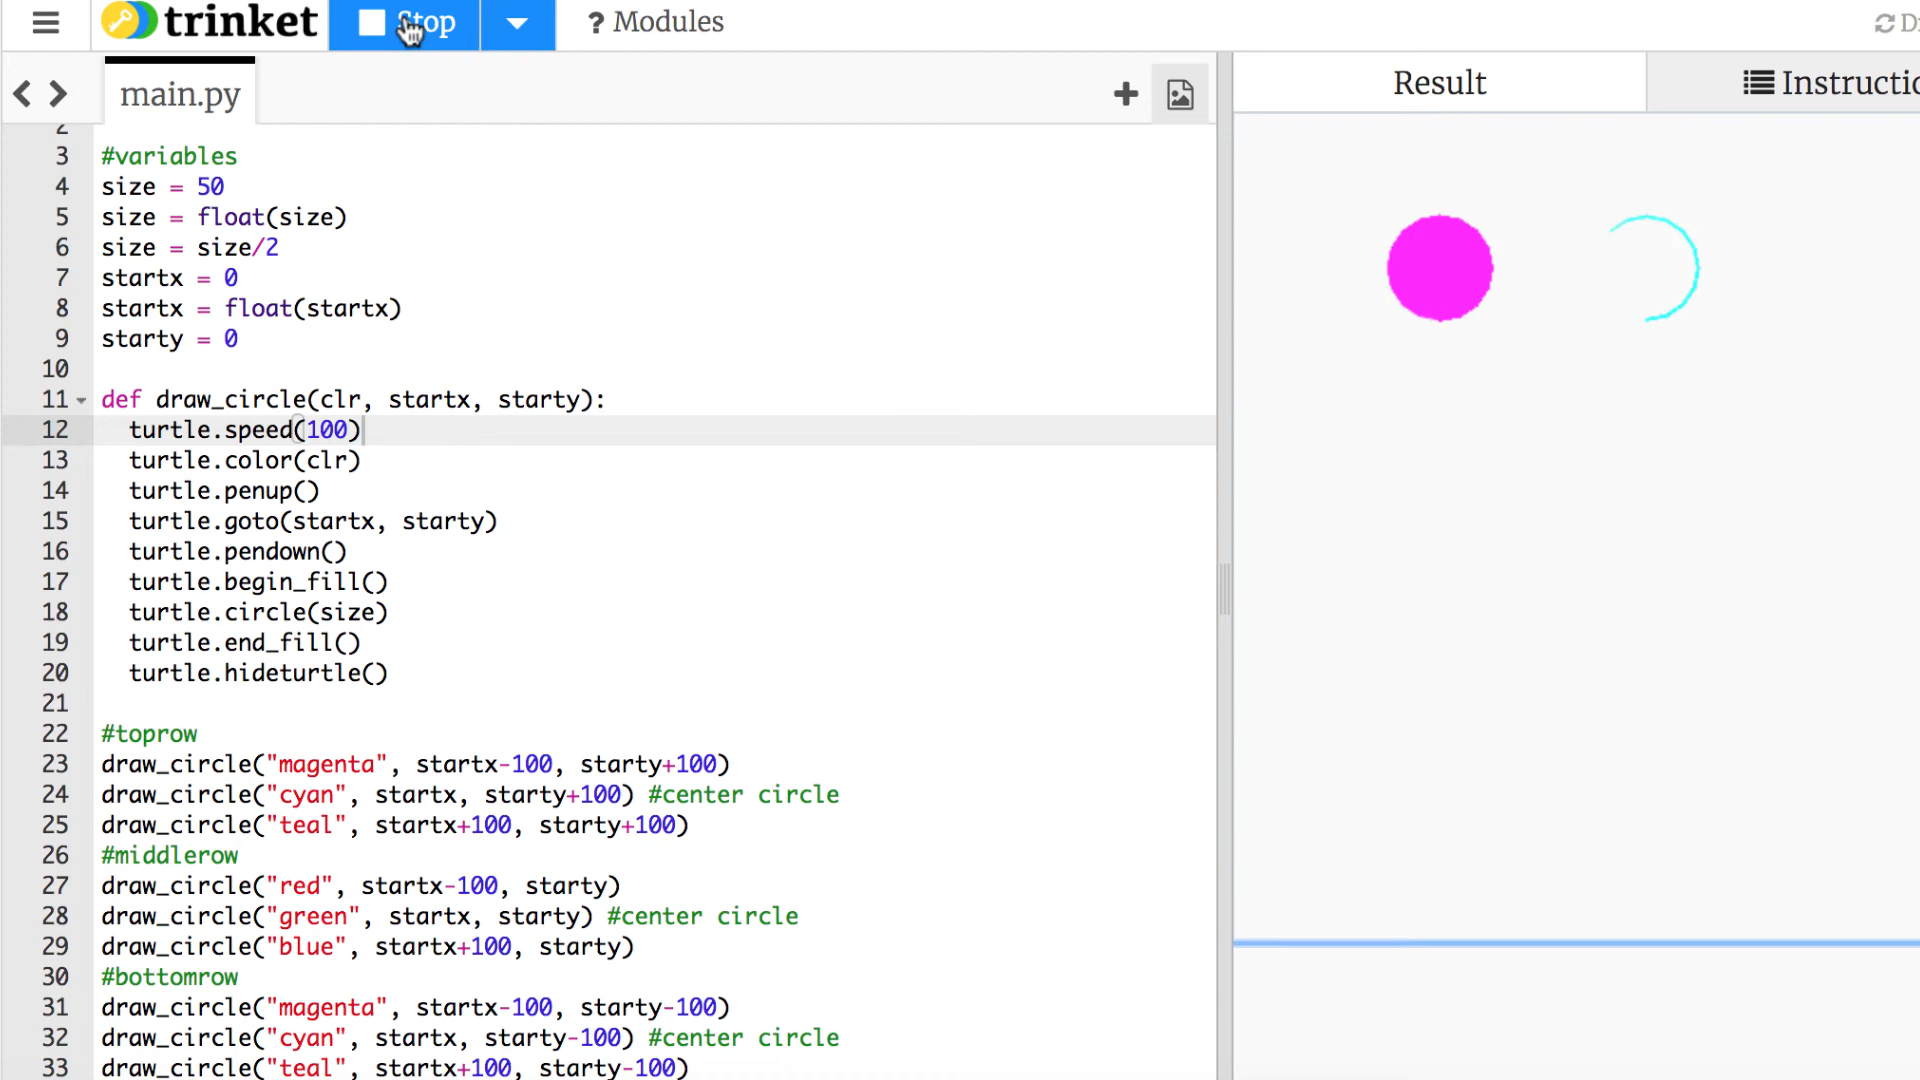 trinket
Stop
? Modules
main.py
Result
2
3 #variables
4 size = 50
5 size = float(size)
6 size = size/2
7 startx = 0
8 startx = float(startx)
9 starty = 0
10
11 def draw_circle(clr, startx, starty):
12 turtle.speed(100)
13 turtle.color(clr)
14 turtle.penup()
15 turtle.goto(startx, starty)
16 turtle.pendown()
17 turtle.begin_fill()
18 turtle.circle(size)
19 turtle.end_fill()
20 turtle.hideturtle()
21
22 #toprow
23 draw_circle("magenta", startx-100, starty+100)
24 draw_circle("cyan", startx, starty+100) #center circle
25 draw_circle("teal", startx+100, starty+100)
26 #middlerow
27 draw_circle("red", startx-100, starty)
28 draw_circle("green", startx, starty) #center circle
29 draw_circle("blue", startx+100, starty)
30 #bottomrow
31 draw_circle("magenta", startx-100, starty-100)
32 draw_circle("cyan", startx, starty-100) #center circle
33 draw_circle("teal", startx+100, starty-100)